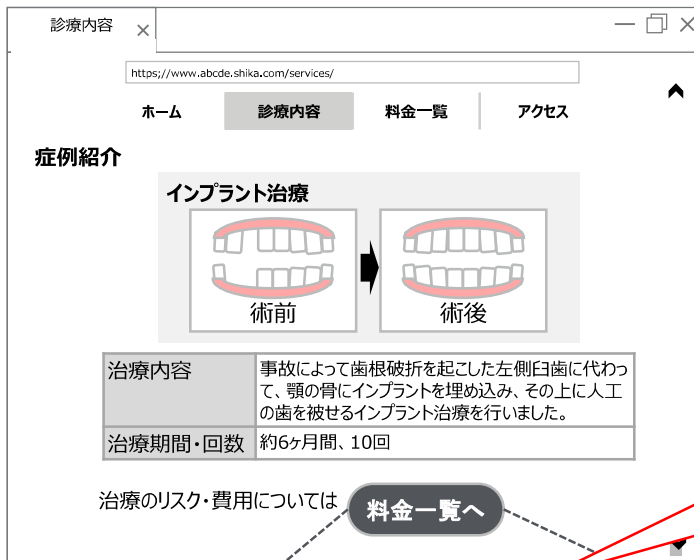 診療内容
https;//www.abcde.shika.com/services/
ホーム 診療内容 料金一覧 アクセス
症例紹介
インプラント治療
術前 術後
治療内容 事故によって歯根破折を起こした左側臼歯に代わっ
て、顎の骨にインプラントを埋め込み、その上に人工
の歯を被せるインプラント治療を行いました。
治療期間・回数 約6ヶ月間、10回
治療のリスク・費用については 料金一覧へ